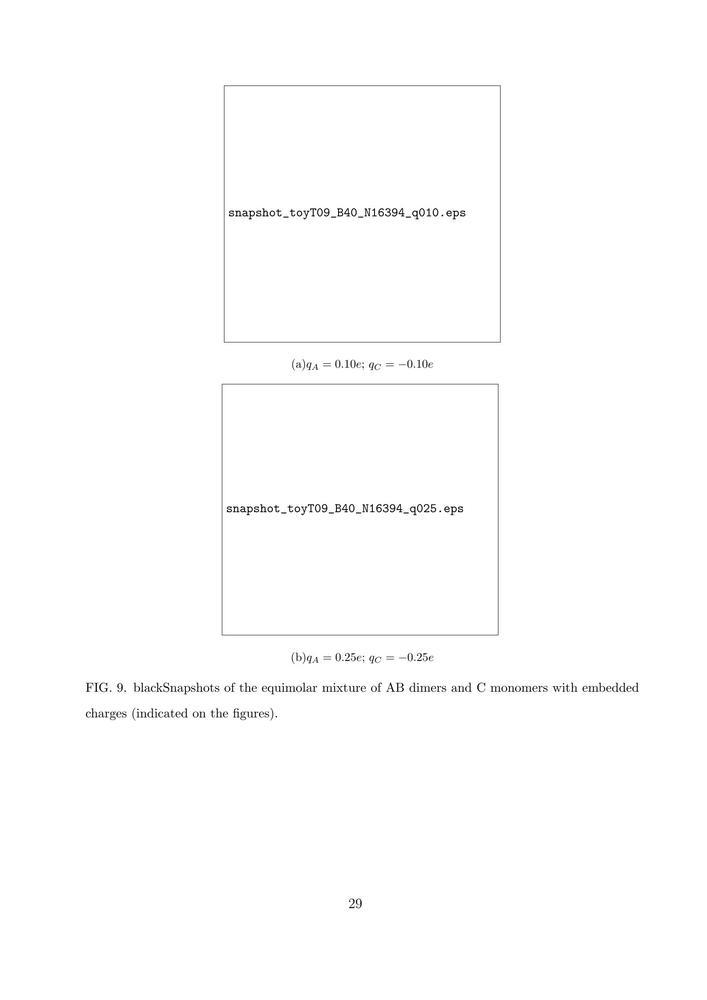 snapshot_toyT09_B40_N16394_q010.eps
(a)q_A = 0.10e; q_C = −0.10e
snapshot_toyT09_B40_N16394_q025.eps
(b)q_A = 0.25e; q_C = −0.25e
FIG. 9. blackSnapshots of the equimolar mixture of AB dimers and C monomers with embedded
charges (indicated on the figures).
29